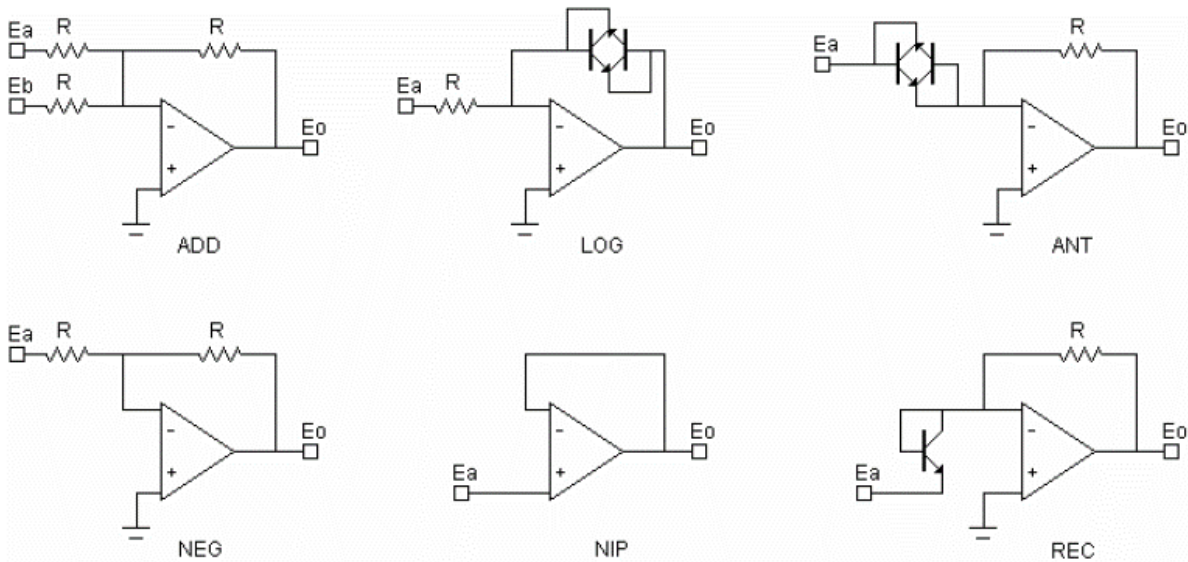 Ea R R
Eb R
- + Eo
ADD
Ea R
- + Eo
LOG
Ea R
- + Eo
ANT
Ea R R
- + Eo
NEG
Ea
- + Eo
NIP
Ea R
- + Eo
REC